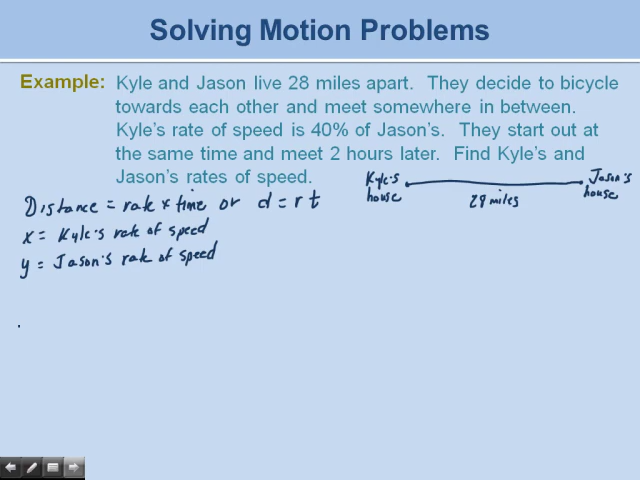 Solving Motion Problems
Example: Kyle and Jason live 28 miles apart. They decide to bicycle
towards each other and meet somewhere in between.
Kyle's rate of speed is 40% of Jason's. They start out at
the same time and meet 2 hours later. Find Kyle's and
Jason's rates of speed.
Kyle's
house
28 miles
Jason's
house
Distance = rate × time or d = r t
x = Kyle's rate of speed
y = Jason's rate of speed